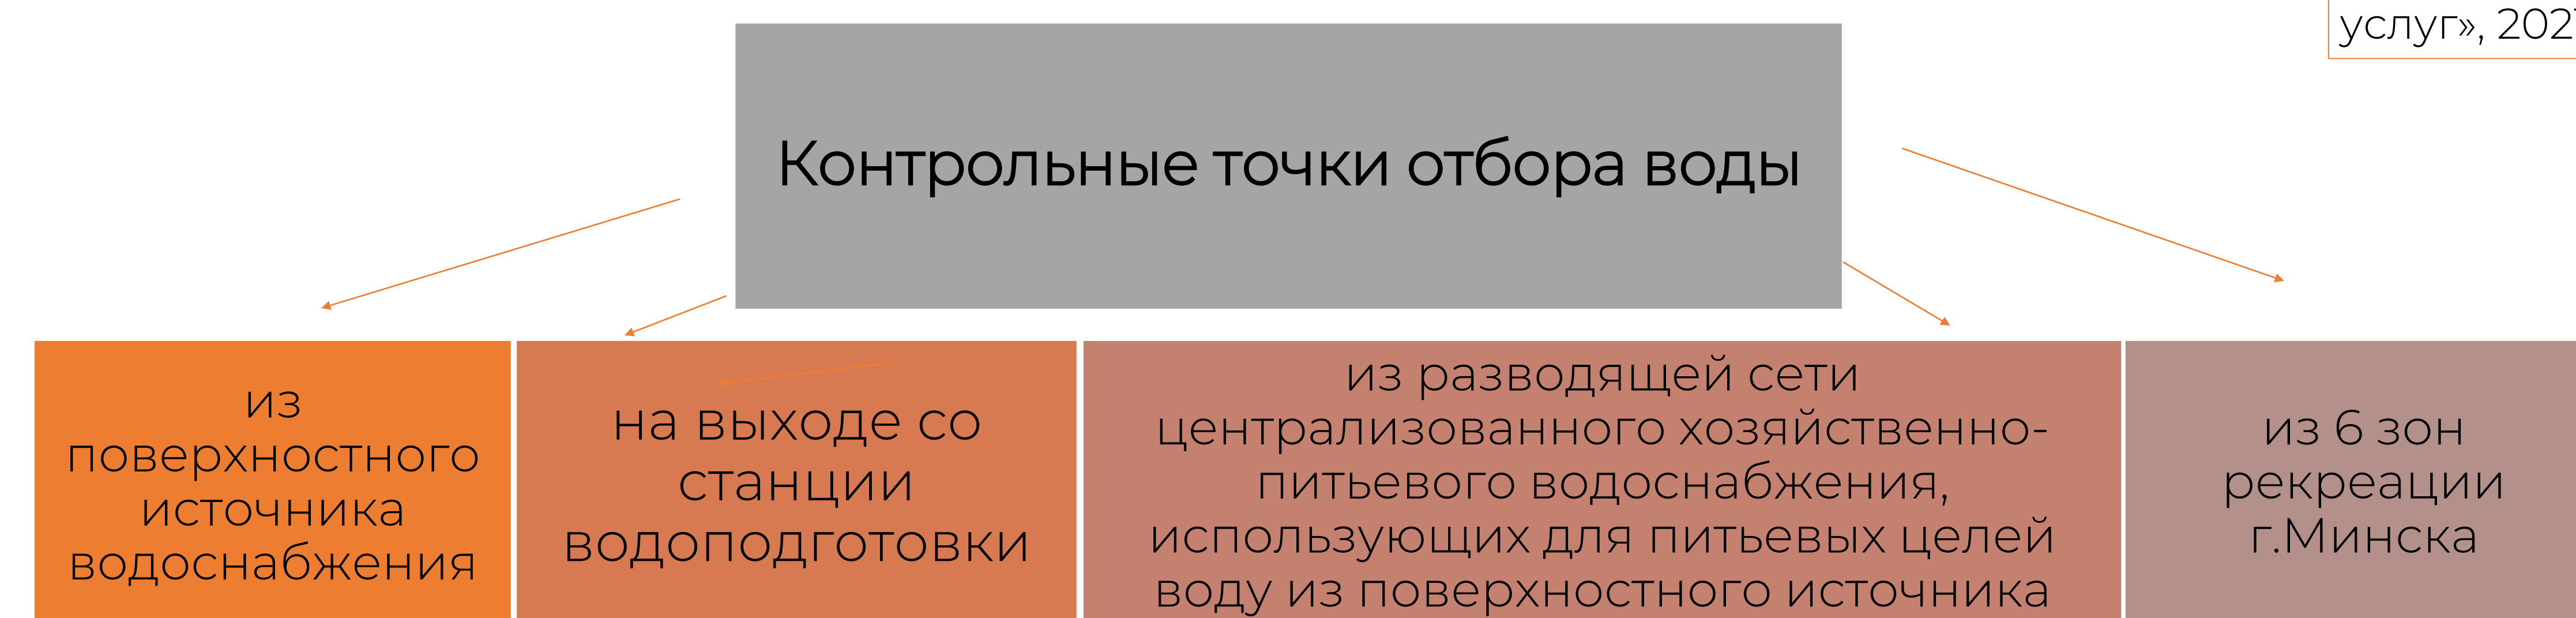 услуг», 202
Контрольные точки отбора воды
из
поверхностного
источника
водоснабжения
на выходе со
станции
водоподготовки
из разводящей сети
централизованного хозяйственно-
питьевого водоснабжения,
использующих для питьевых целей
воду из поверхностного источника
из 6 зон
рекреации
г.Минска